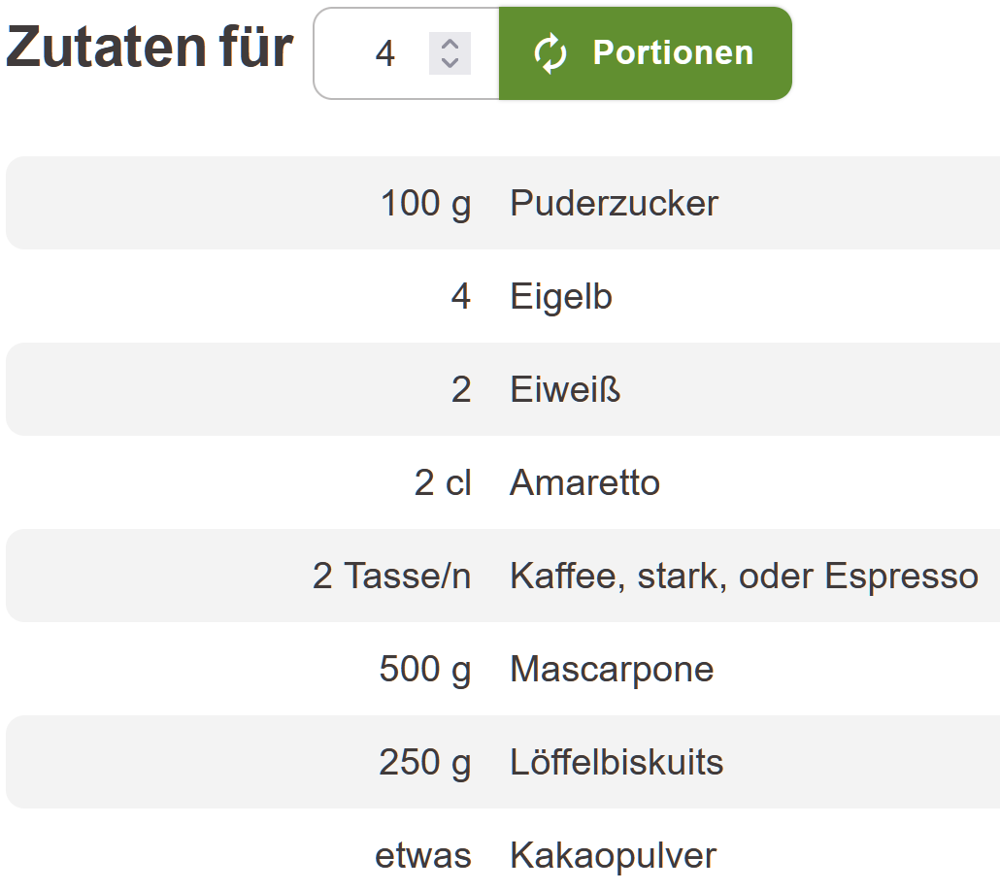 Zutaten für 4 Portionen
100 g Puderzucker
4 Eigelb
2 Eiweiß
2 cl Amaretto
2 Tasse/n Kaffee, stark, oder Espresso
500 g Mascarpone
250 g Löffelbiskuits
etwas Kakaopulver